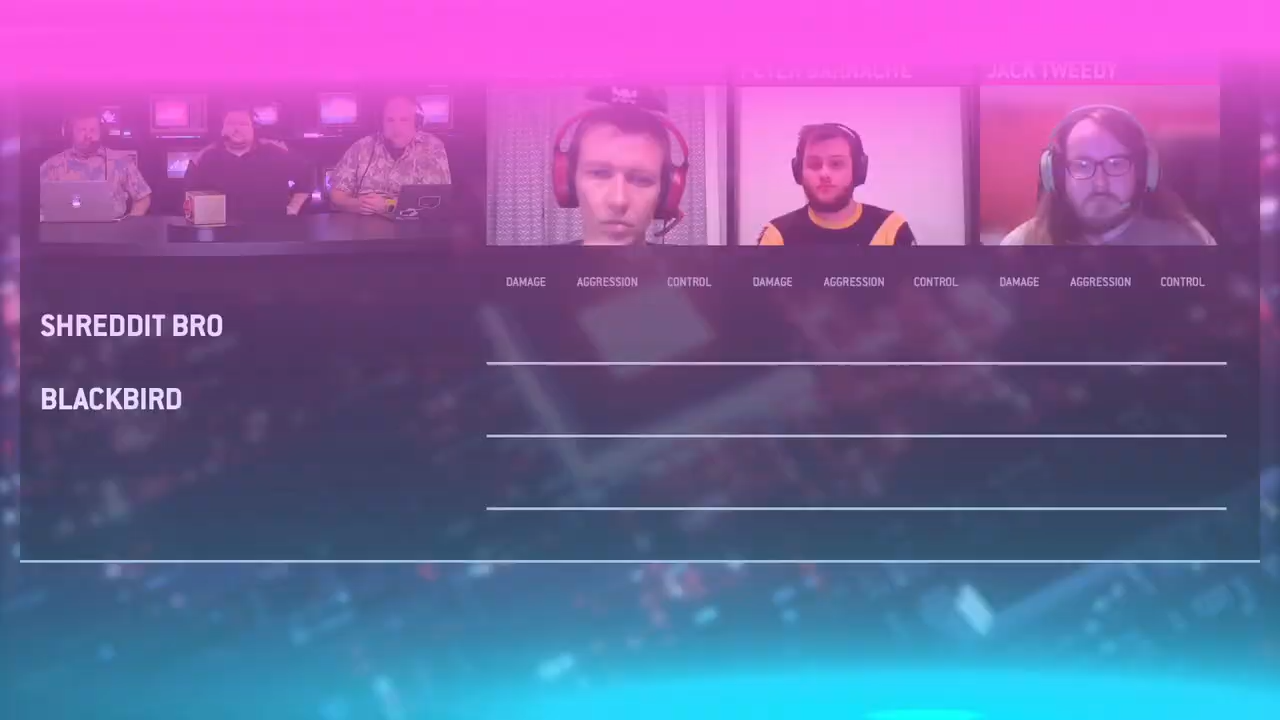 JACK TWEEDY
DAMAGE AGGRESSION CONTROL DAMAGE AGGRESSION CONTROL DAMAGE AGGRESSION CONTROL
SHREDDIT BRO
BLACKBIRD